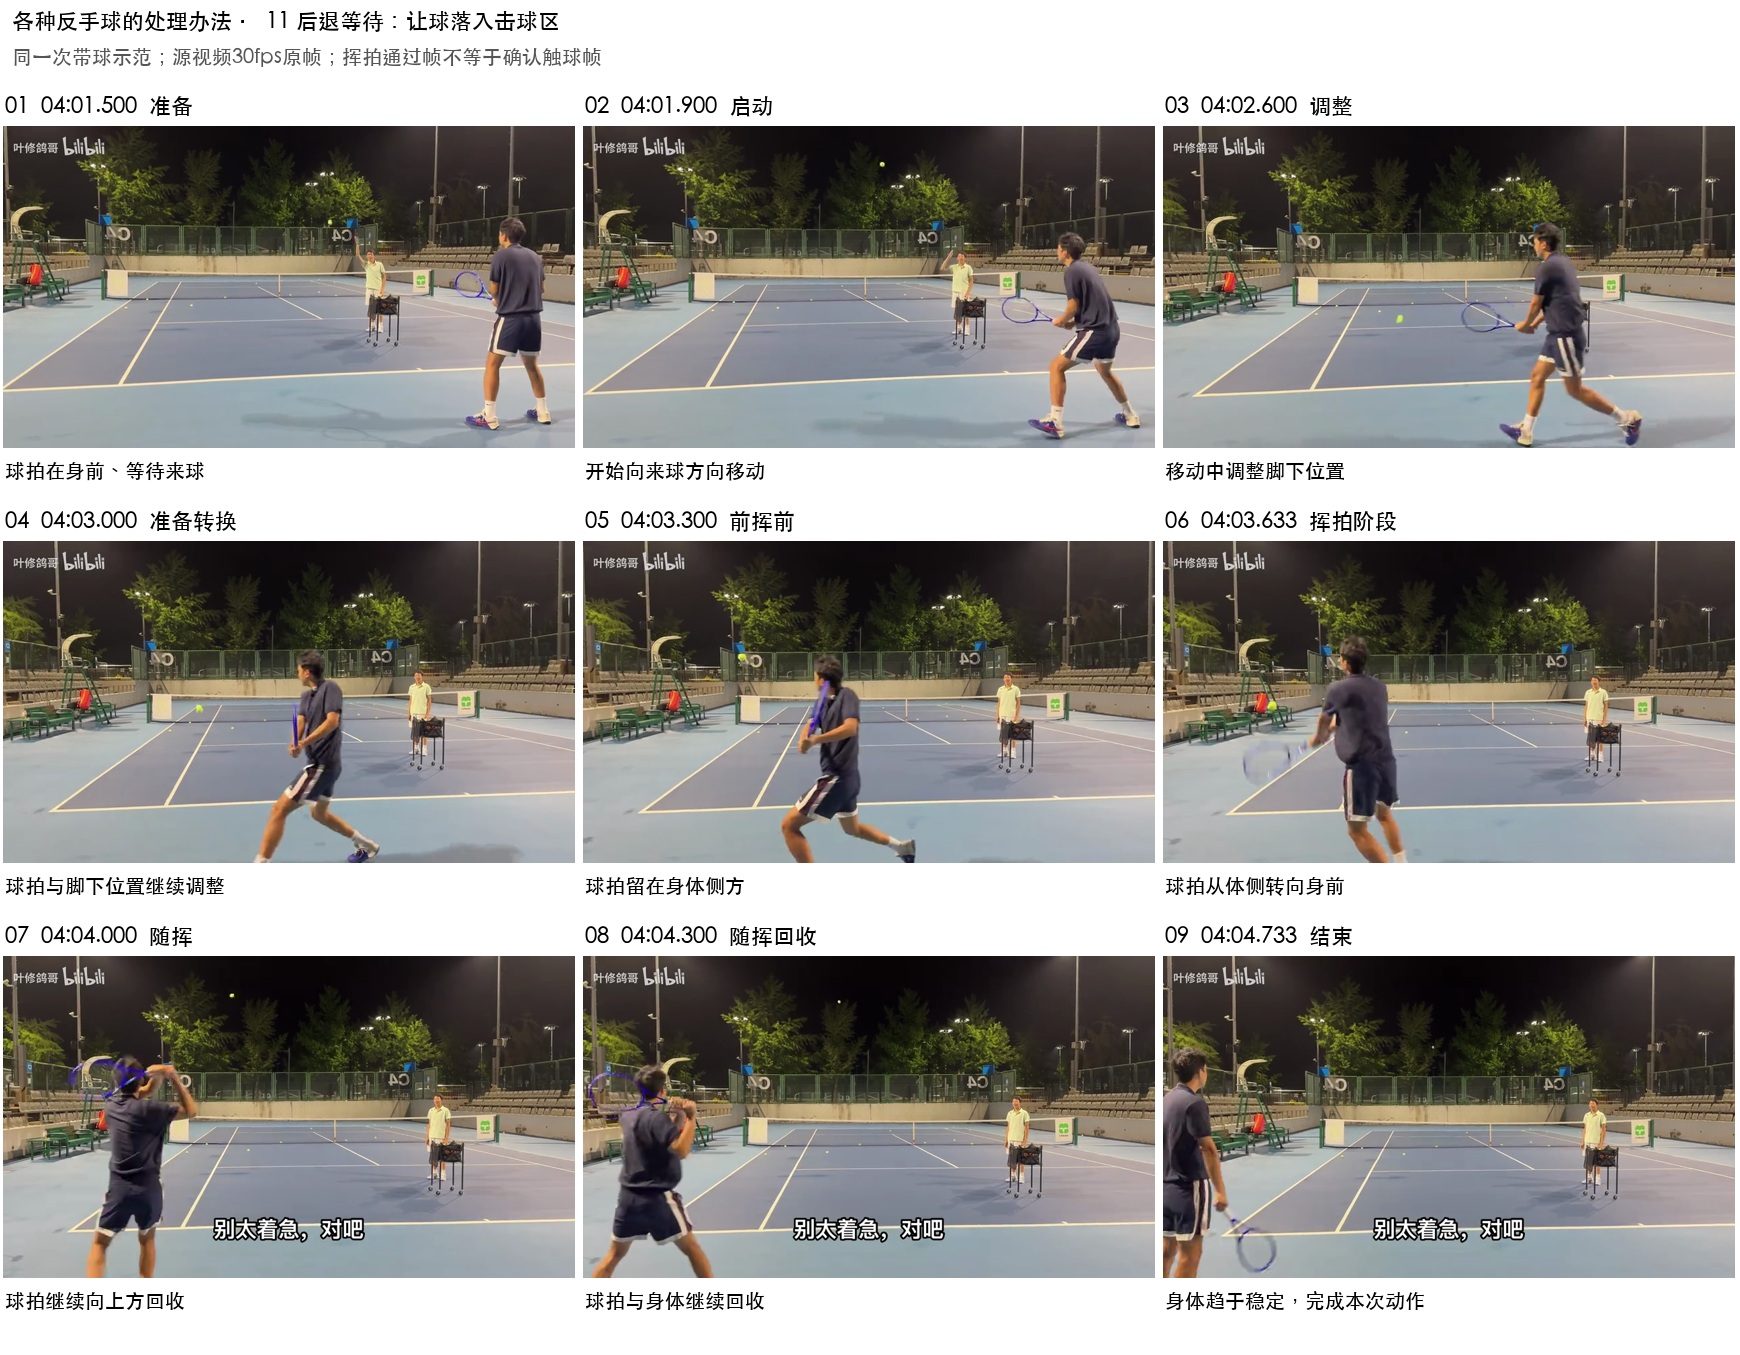 各种反手球的处理办法· 11 后退等待：让球落入击球区
同一次带球示范；源视频30fps原帧；挥拍通过帧不等于确认触球帧
01 04:01.500 准备
02 04:01.900 启动
03 04:02.600 调整
叶修鸽哥 bilibili
叶修鸽哥 bilibili
叶修鸽哥 bilibili
C4
C4
C4
球拍在身前、等待来球
开始向来球方向移动
移动中调整脚下位置
04 04:03.000 准备转换
05 04:03.300 前挥前
06 04:03.633 挥拍阶段
叶修鸽哥 bilibili
叶修鸽哥 bilibili
叶修鸽哥 bilibili
C4
C4
C4
球拍与脚下位置继续调整
球拍留在身体侧方
球拍从体侧转向身前
07 04:04.000 随挥
08 04:04.300 随挥回收
09 04:04.733 结束
叶修鸽哥 bilibili
叶修鸽哥 bilibili
叶修鸽哥 bilibili
C4
C4
C4
别太着急，对吧
别太着急，对吧
别太着急，对吧
球拍继续向上方回收
球拍与身体继续回收
身体趋于稳定，完成本次动作